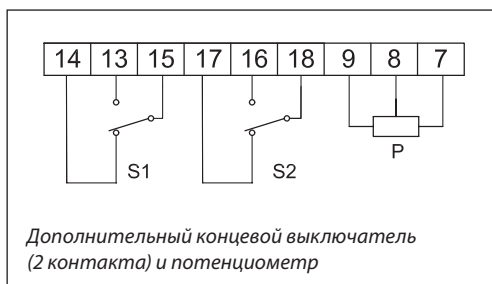 14 13 15 17 16 18 9 8 7
S1 S2 P
Дополнительный концевой выключатель
(2 контакта) и потенциометр